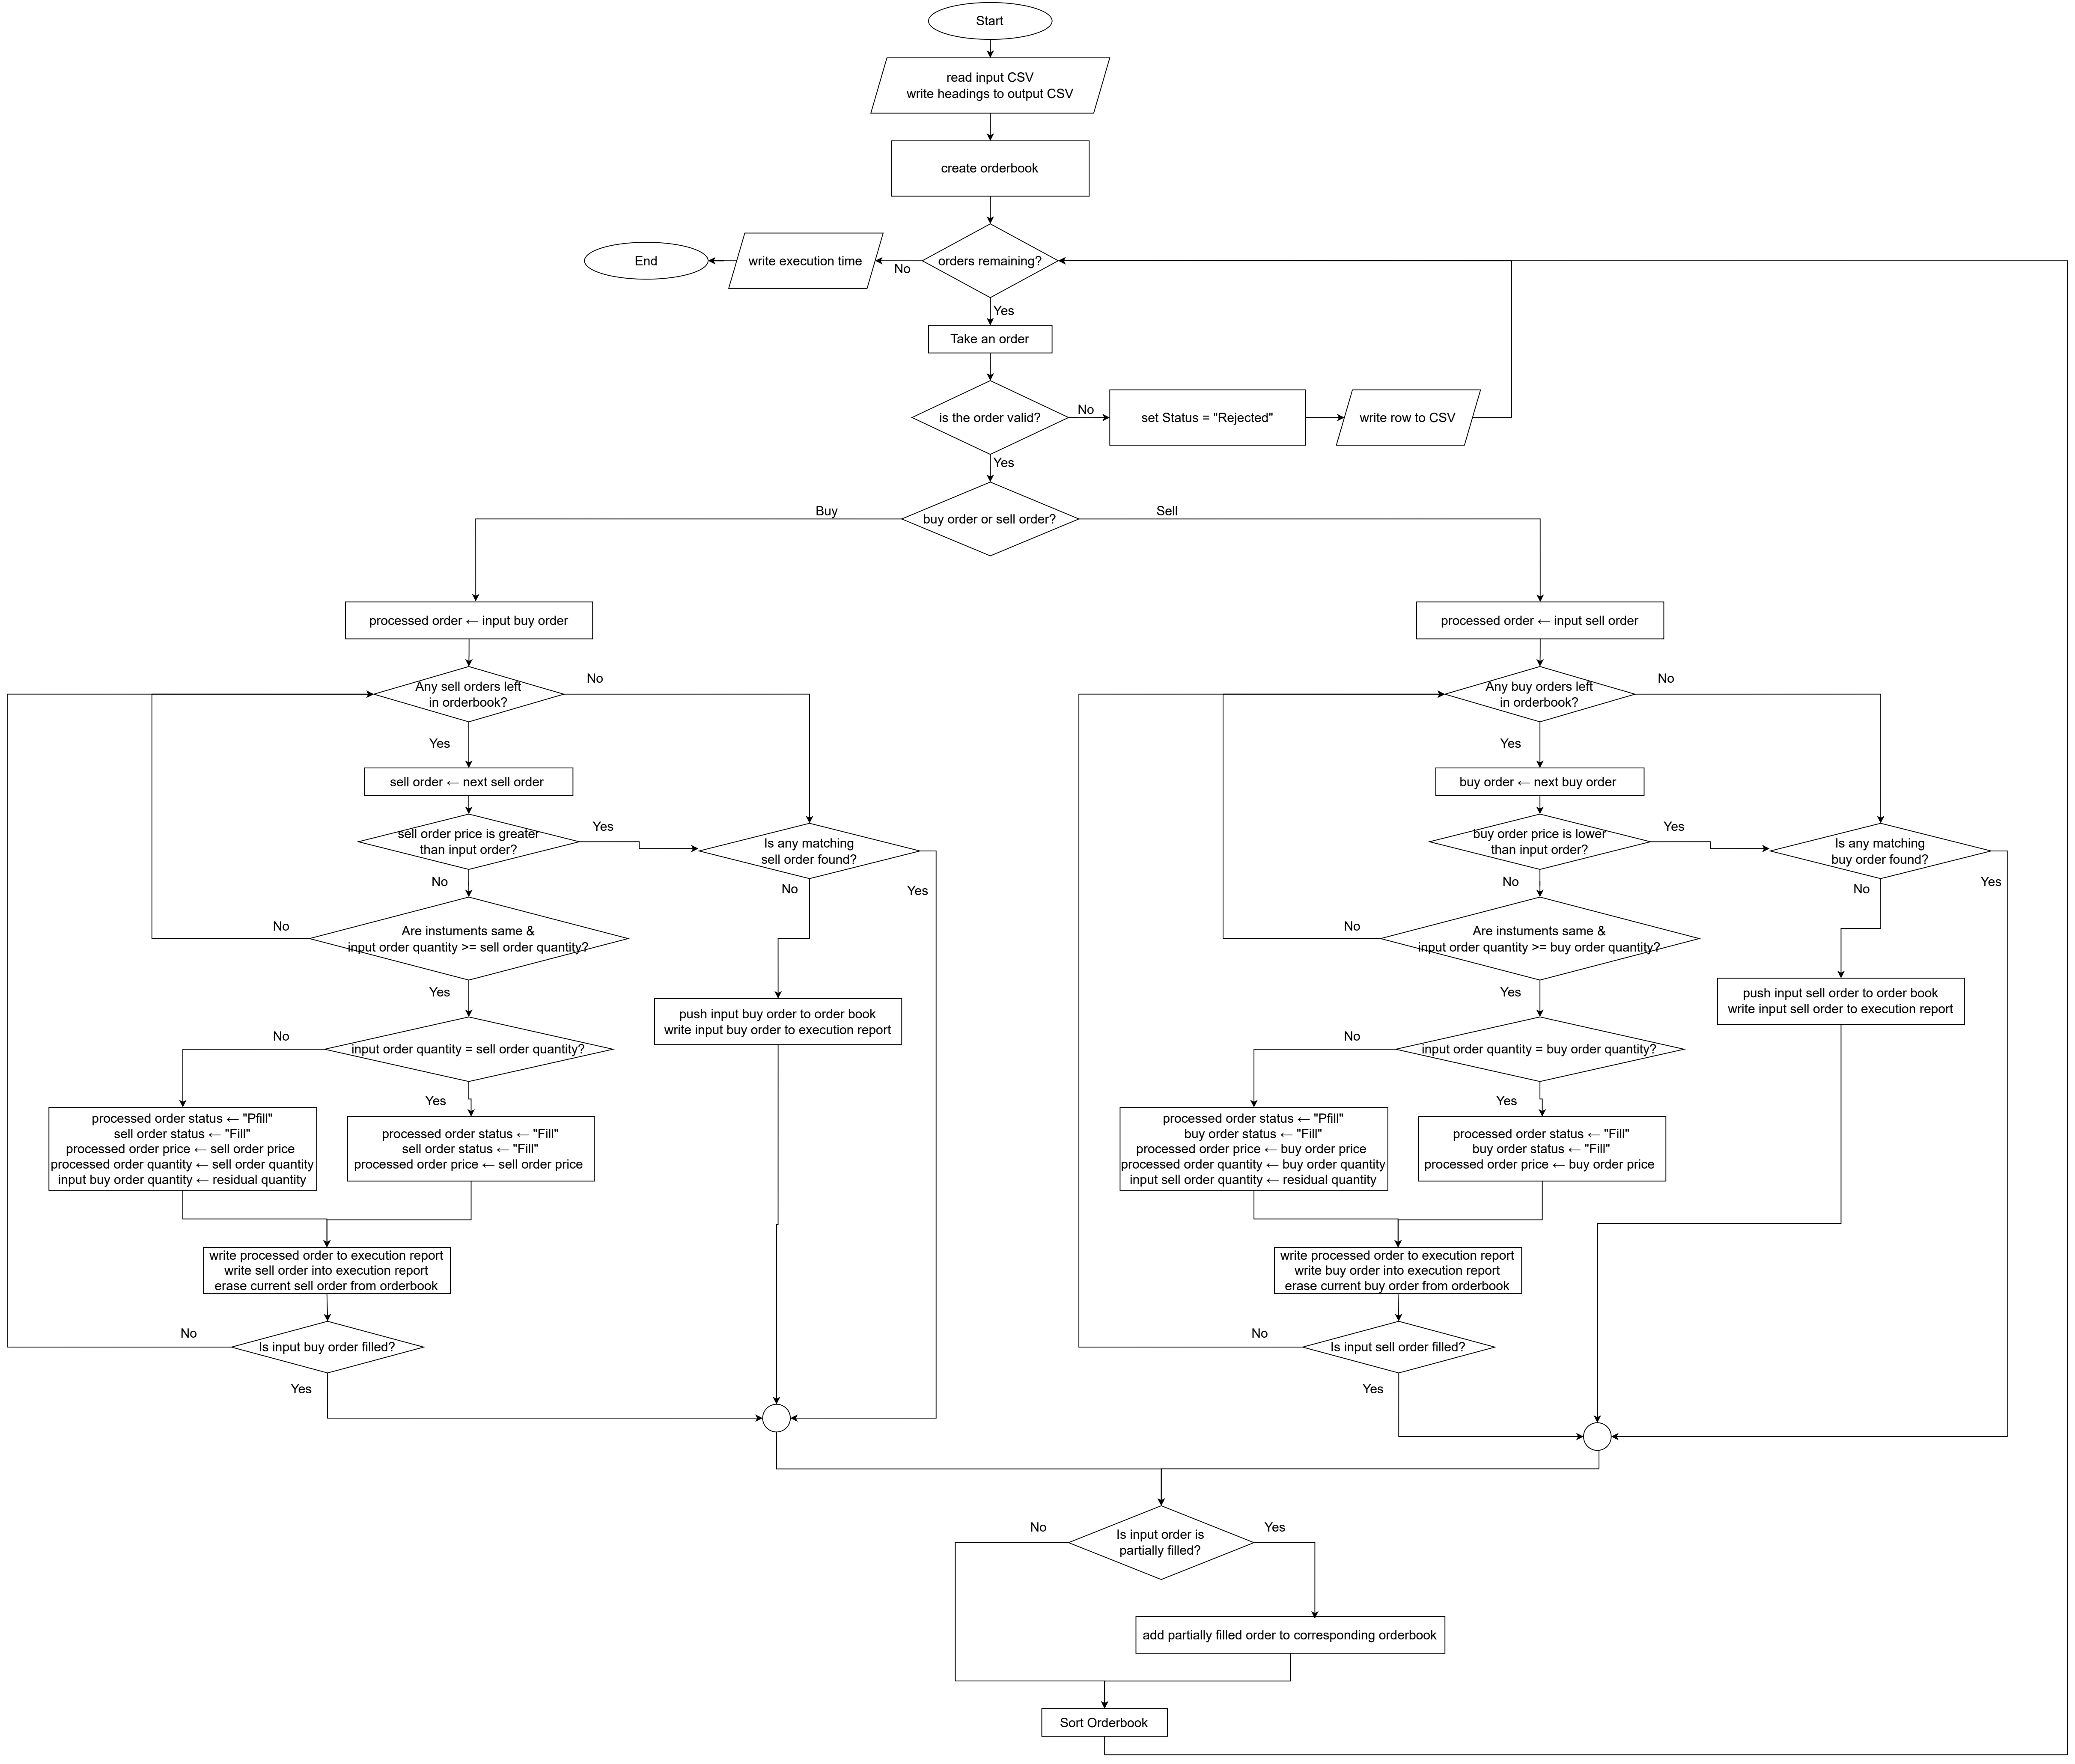 Start
read input CSV
write headings to output CSV
create orderbook
End
write execution time
No
orders remaining?
Yes
Take an order
is the order valid?
No
set Status = "Rejected"
write row to CSV
Yes
Buy
buy order or sell order?
Sell
processed order ← input buy order
Any sell orders left
in orderbook?
No
Yes
sell order ← next sell order
sell order price is greater
than input order?
Yes
Is any matching
sell order found?
No
No
Yes
No
Are instuments same &
input order quantity >= sell order quantity?
Yes
push input buy order to order book
write input buy order to execution report
No
input order quantity = sell order quantity?
Yes
processed order status ← "Pfill"
sell order status ← "Fill"
processed order price ← sell order price
processed order quantity ← sell order quantity
input buy order quantity ← residual quantity
processed order status ← "Fill"
sell order status ← "Fill"
processed order price ← sell order price
write processed order to execution report
write sell order into execution report
erase current sell order from orderbook
No
Is input buy order filled?
Yes
processed order ← input sell order
Any buy orders left
in orderbook?
No
Yes
buy order ← next buy order
buy order price is lower
than input order?
Yes
Is any matching
buy order found?
No
No
Yes
No
Are instuments same &
input order quantity >= buy order quantity?
Yes
push input sell order to order book
write input sell order to execution report
No
input order quantity = buy order quantity?
Yes
processed order status ← "Pfill"
buy order status ← "Fill"
processed order price ← buy order price
processed order quantity ← buy order quantity
input sell order quantity ← residual quantity
processed order status ← "Fill"
buy order status ← "Fill"
processed order price ← buy order price
write processed order to execution report
write buy order into execution report
erase current buy order from orderbook
No
Is input sell order filled?
Yes
No
Is input order is
partially filled?
Yes
add partially filled order to corresponding orderbook
Sort Orderbook